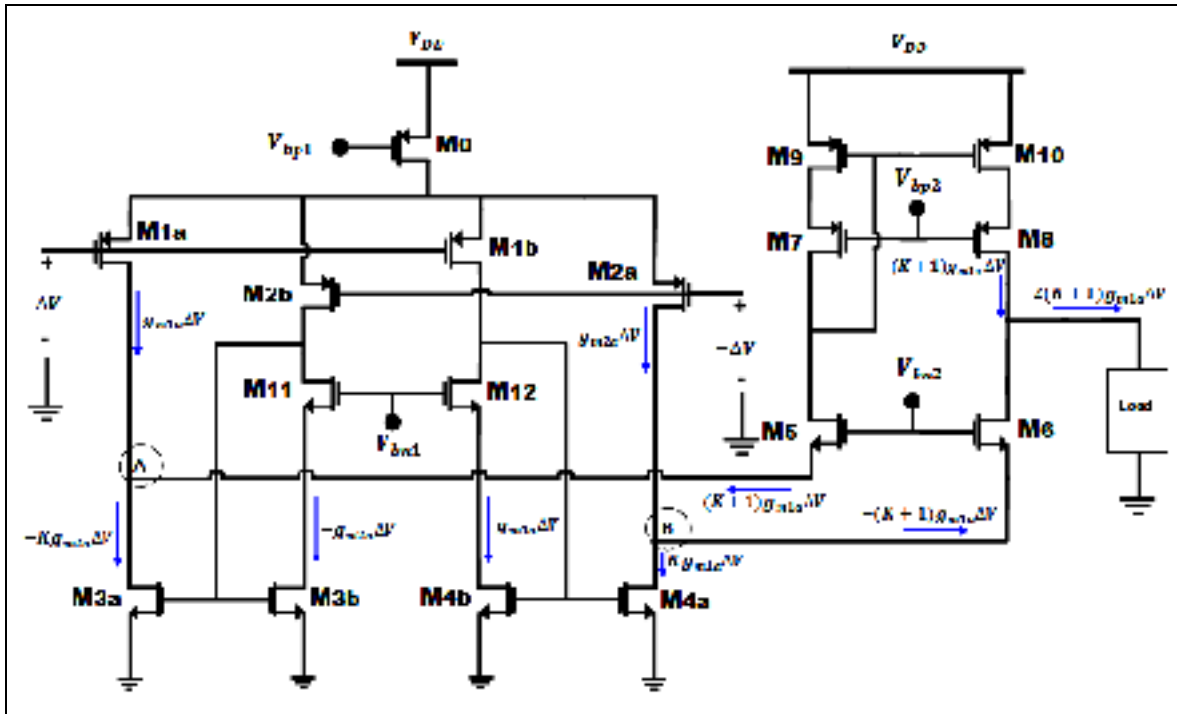 V_DD
V_DD
V_bp1
M0
M9
M10
V_bp2
M1a
M1b
M7
M8
M2a
(K+1)g_m1a ΔV
M2b
2(K+1)g_m1a ΔV
+
+
ΔV
g_m1a ΔV
g_m2a ΔV
-ΔV
-
-
M11
M12
V_bn1
V_bn2
Load
M5
M6
A
(K+1)g_m1a ΔV
B
-(K+1)g_m1a ΔV
-Kg_m1a ΔV
-g_m1a ΔV
g_m1a ΔV
Kg_m1a ΔV
M3a
M3b
M4b
M4a